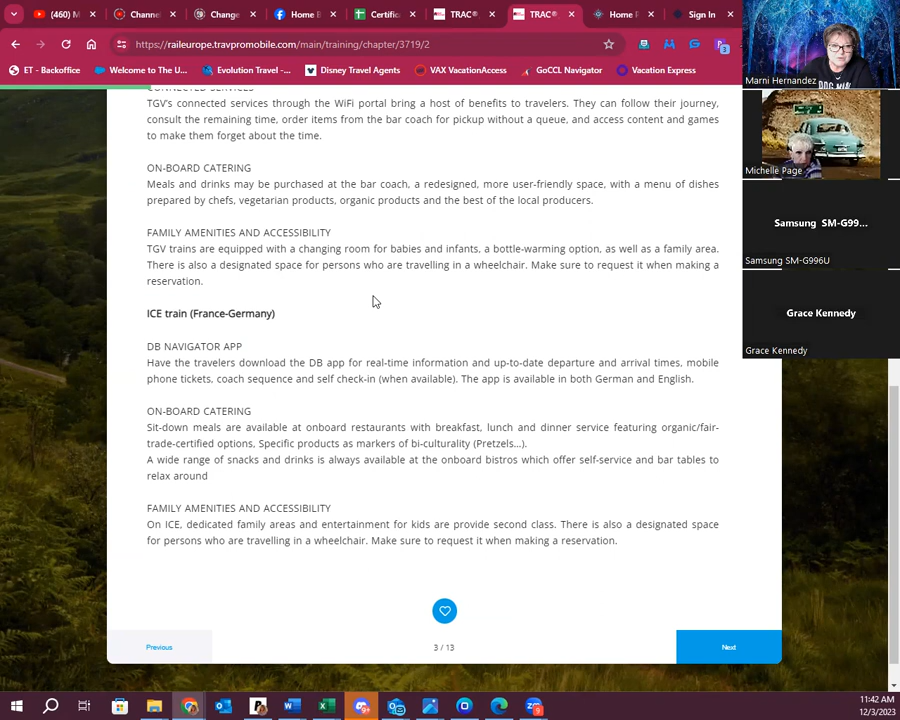 (460) M
Channel
Change
Home B
Certific
TRAC®
TRAC®
Home P
Sign In
https://raileurope.travpromobile.com/main/training/chapter/3719/2
3
ET - Backoffice
Welcome to The U...
Evolution Travel -...
Disney Travel Agents
VAX VacationAccess
GoCCL Navigator
Vacation Express
CONNECTED SERVICES
TGV's connected services through the WiFi portal bring a host of benefits to travelers. They can follow their journey,
consult the remaining time, order items from the bar coach for pickup without a queue, and access content and games
to make them forget about the time.
ON-BOARD CATERING
Meals and drinks may be purchased at the bar coach, a redesigned, more user-friendly space, with a menu of dishes
prepared by chefs, vegetarian products, organic products and the best of the local producers.
FAMILY AMENITIES AND ACCESSIBILITY
TGV trains are equipped with a changing room for babies and infants, a bottle-warming option, as well as a family area.
There is also a designated space for persons who are travelling in a wheelchair. Make sure to request it when making a
reservation.
ICE train (France-Germany)
DB NAVIGATOR APP
Have the travelers download the DB app for real-time information and up-to-date departure and arrival times, mobile
phone tickets, coach sequence and self check-in (when available). The app is available in both German and English.
ON-BOARD CATERING
Sit-down meals are available at onboard restaurants with breakfast, lunch and dinner service featuring organic/fair-
trade-certified options, Specific products as markers of bi-culturality (Pretzels...).
A wide range of snacks and drinks is always available at the onboard bistros which offer self-service and bar tables to
relax around
FAMILY AMENITIES AND ACCESSIBILITY
On ICE, dedicated family areas and entertainment for kids are provide second class. There is also a designated space
for persons who are travelling in a wheelchair. Make sure to request it when making a reservation.
Previous
3 / 13
Next
Marni Hernandez
Michelle Page
Samsung SM-G99...
Samsung SM-G996U
Grace Kennedy
Grace Kennedy
11:42 AM
12/3/2023